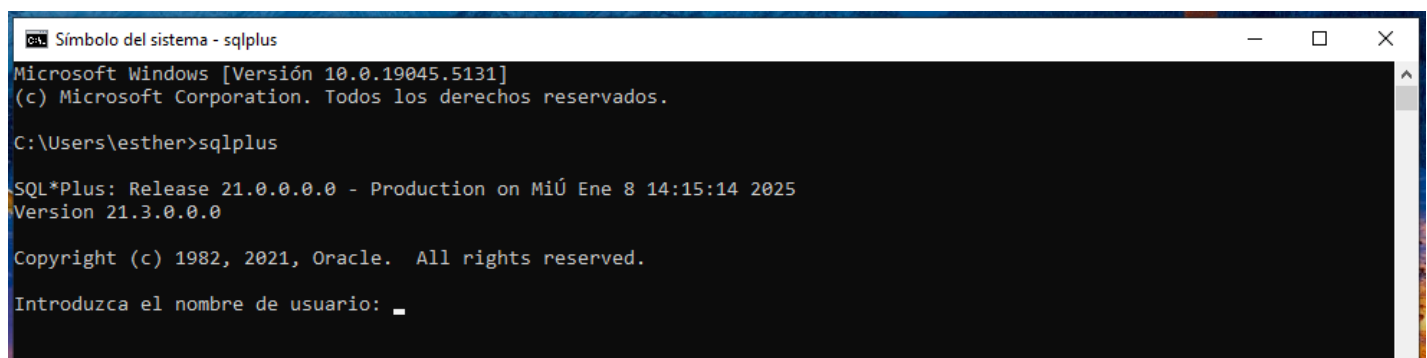 Símbolo del sistema - sqlplus
Microsoft Windows [Versión 10.0.19045.5131]
(c) Microsoft Corporation. Todos los derechos reservados.
C:\Users\esther>sqlplus
SQL*Plus: Release 21.0.0.0.0 - Production on MiÚ Ene 8 14:15:14 2025
Version 21.3.0.0.0
Copyright (c) 1982, 2021, Oracle.  All rights reserved.
Introduzca el nombre de usuario: